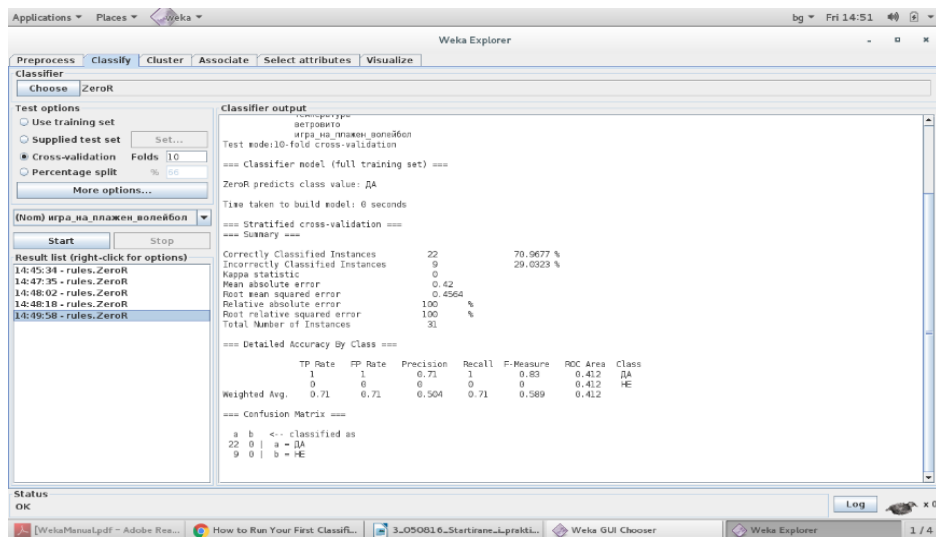 Applications Places weka bg Fri 14:51
Weka Explorer
Preprocess Classify Cluster Associate Select attributes Visualize
Classifier
Choose ZeroR
Test options
Use training set
Supplied test set Set...
Cross-validation Folds 10
Percentage split % 66
More options...
(Nom) игра_на_плажен_волейбол
Start Stop
Result list (right-click for options)
14:45:34 - rules.ZeroR
14:47:35 - rules.ZeroR
14:48:02 - rules.ZeroR
14:48:18 - rules.ZeroR
14:49:58 - rules.ZeroR
Classifier output
температура
ветровито
игра_на_плажен_волейбол
Test mode:10-fold cross-validation
=== Classifier model (full training set) ===
ZeroR predicts class value: ДА
Time taken to build model: 0 seconds
=== Stratified cross-validation ===
=== Summary ===
Correctly Classified Instances 22 70.9677 %
Incorrectly Classified Instances 9 29.0323 %
Kappa statistic 0
Mean absolute error 0.42
Root mean squared error 0.4564
Relative absolute error 100 %
Root relative squared error 100 %
Total Number of Instances 31
=== Detailed Accuracy By Class ===
TP Rate FP Rate Precision Recall F-Measure ROC Area Class
1 1 0.71 1 0.83 0.412 ДА
0 0 0 0 0 0.412 НЕ
Weighted Avg. 0.71 0.71 0.504 0.71 0.589 0.412
=== Confusion Matrix ===
a b <-- classified as
22 0 | a = ДА
9 0 | b = НЕ
Status
OK
Log x 0
[WekaManual.pdf - Adobe Rea... How to Run Your First Classifi... 3_050816_Startirane_i_prakti... Weka GUI Chooser Weka Explorer 1 / 4